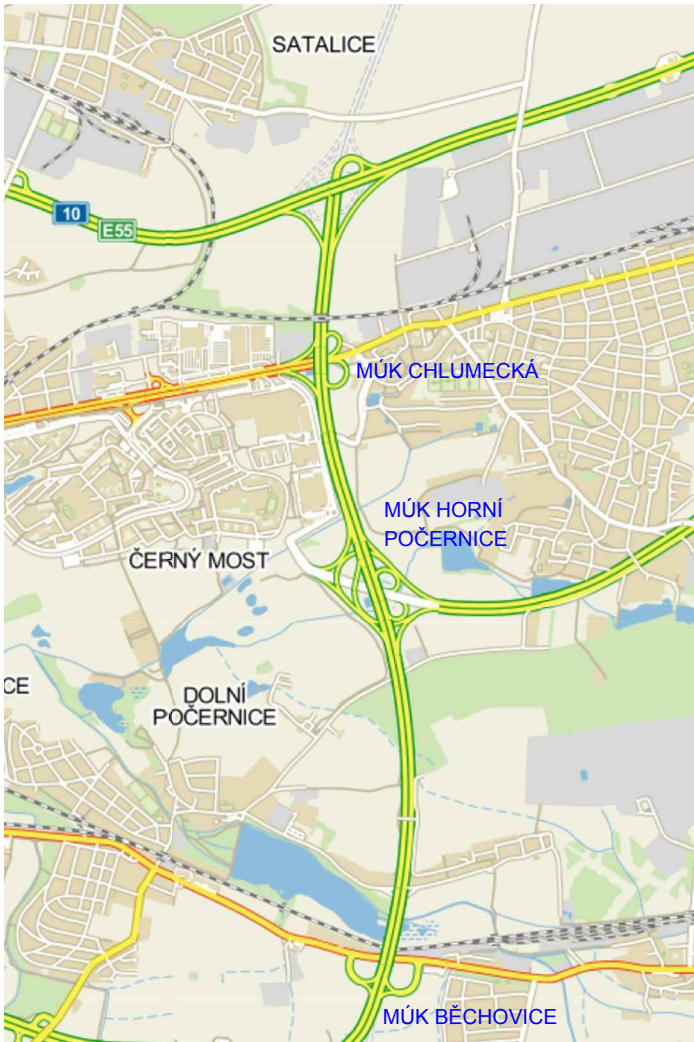 SATALICE
10
E55
MÚK CHLUMECKÁ
MÚK HORNÍ
POČERNICE
ČERNÝ MOST
CE
DOLNÍ
POČERNICE
MÚK BĚCHOVICE